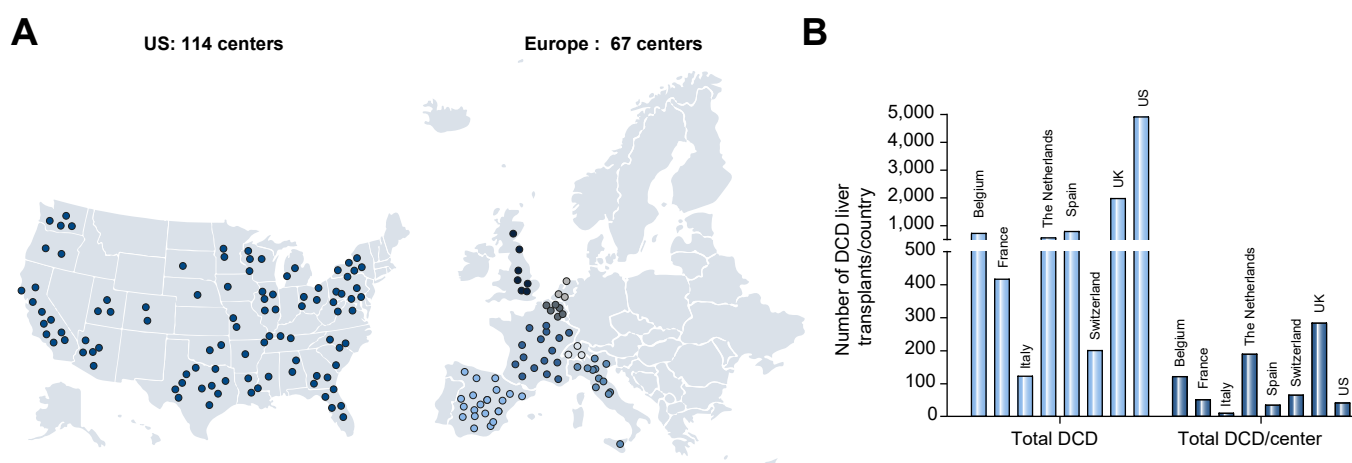 A
US: 114 centers
Europe : 67 centers
B
Number of DCD liver
transplants/country
5,000
4,000
3,000
2,000
1,000
500
400
300
200
100
0
Belgium
France
Italy
The Netherlands
Spain
Switzerland
UK
US
Belgium
France
Italy
The Netherlands
Spain
Switzerland
UK
US
Total DCD
Total DCD/center